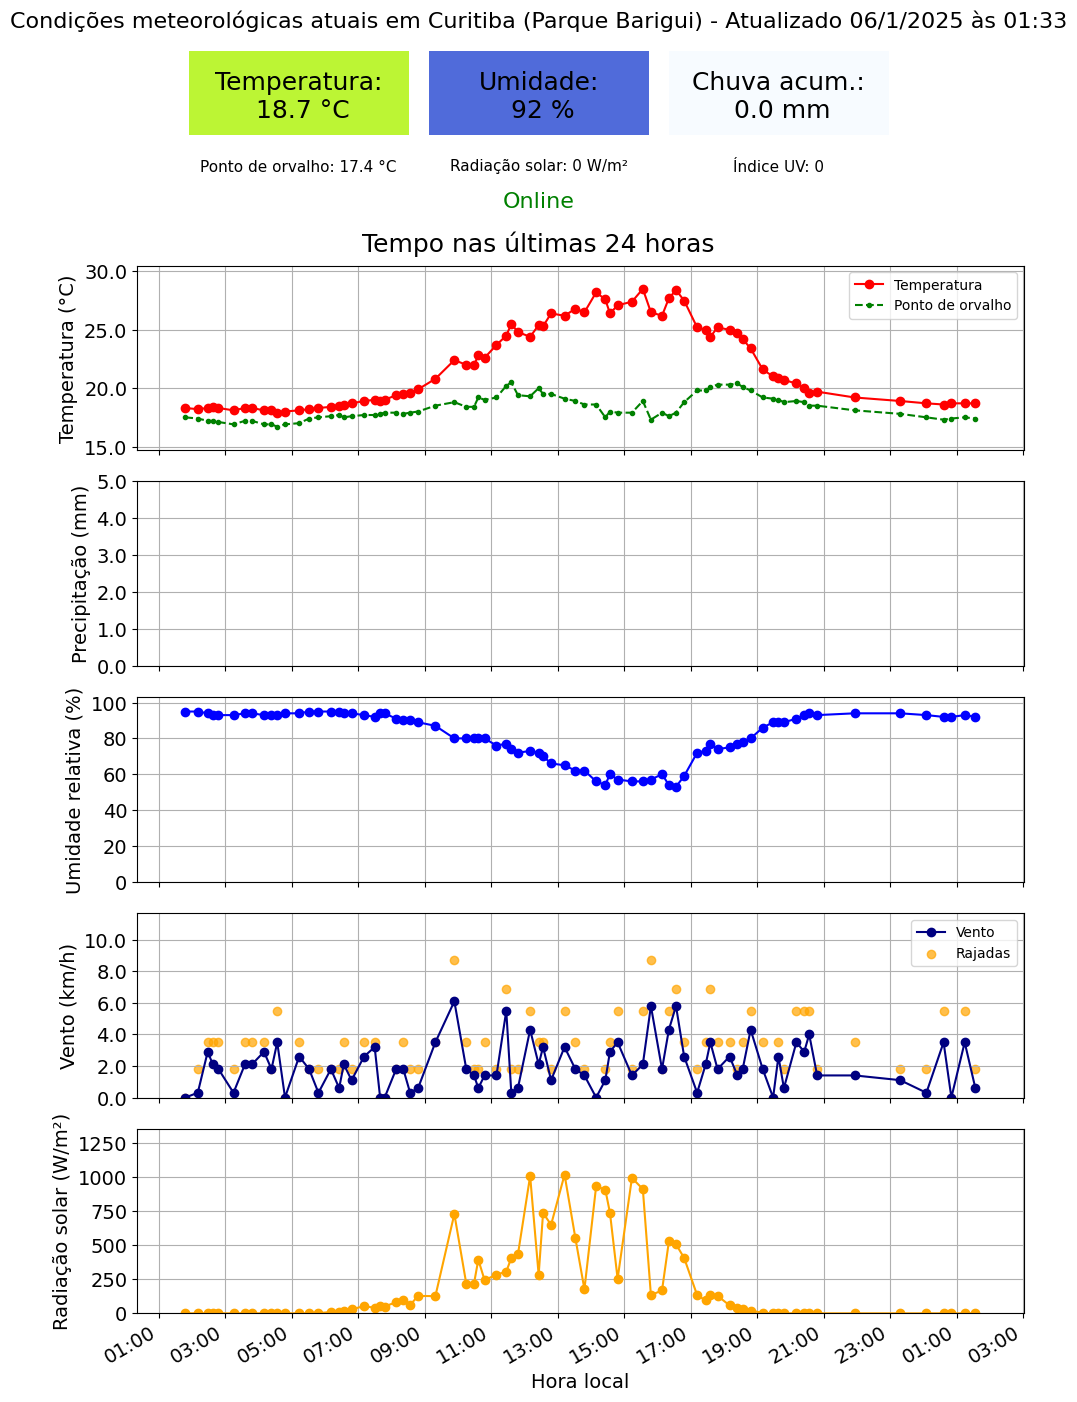 Condições meteorológicas atuais em Curitiba (Parque Barigui) - Atualizado 06/1/2025 às 01:33
Temperatura:
18.7 °C
Umidade:
92 %
Chuva acum.:
0.0 mm
Ponto de orvalho: 17.4 °C
Radiação solar: 0 W/m²
Índice UV: 0
Online
Tempo nas últimas 24 horas
Temperatura (°C)
30.0
25.0
20.0
15.0
Temperatura
Ponto de orvalho
Precipitação (mm)
5.0
4.0
3.0
2.0
1.0
0.0
Umidade relativa (%)
100
80
60
40
20
0
Vento (km/h)
10.0
8.0
6.0
4.0
2.0
0.0
Vento
Rajadas
Radiação solar (W/m²)
1250
1000
750
500
250
0
01:00
03:00
05:00
07:00
09:00
11:00
13:00
15:00
17:00
19:00
21:00
23:00
01:00
03:00
Hora local